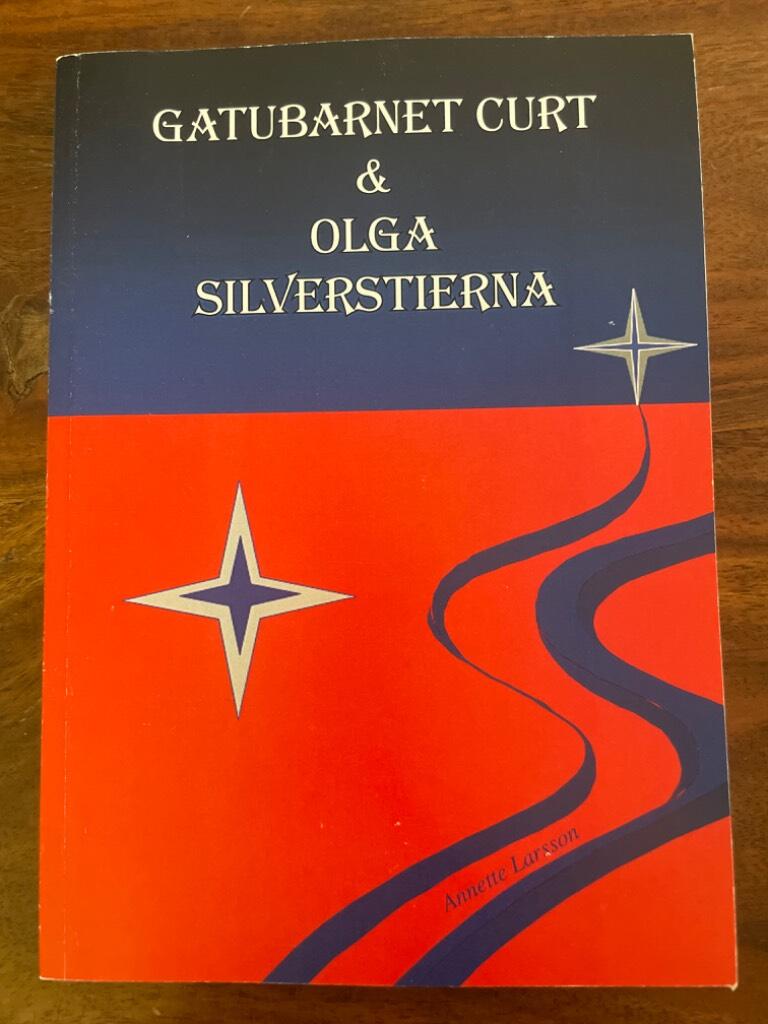 GATUBARNET CURT
&
OLGA
SILVERSTIERNA
Annette Larsson